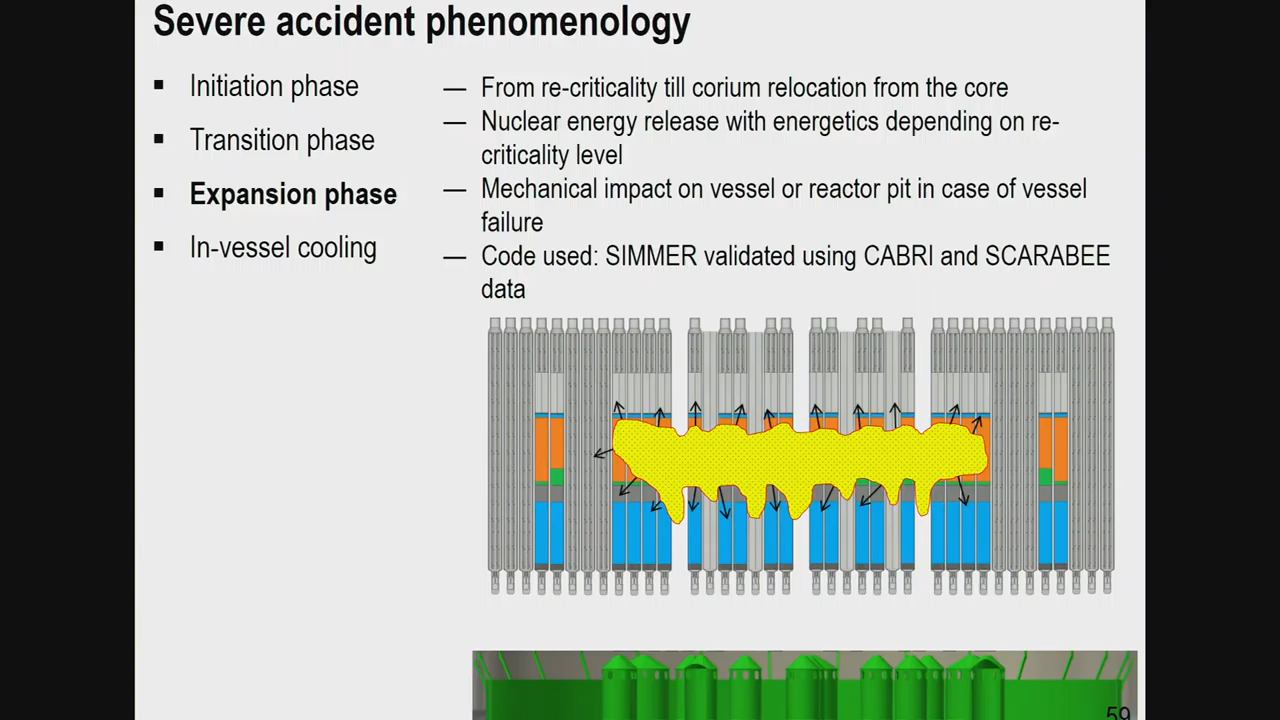 Severe accident phenomenology
▪ Initiation phase
▪ Transition phase
▪ Expansion phase
▪ In-vessel cooling
— From re-criticality till corium relocation from the core
— Nuclear energy release with energetics depending on re-
criticality level
— Mechanical impact on vessel or reactor pit in case of vessel
failure
— Code used: SIMMER validated using CABRI and SCARABEE
data
59